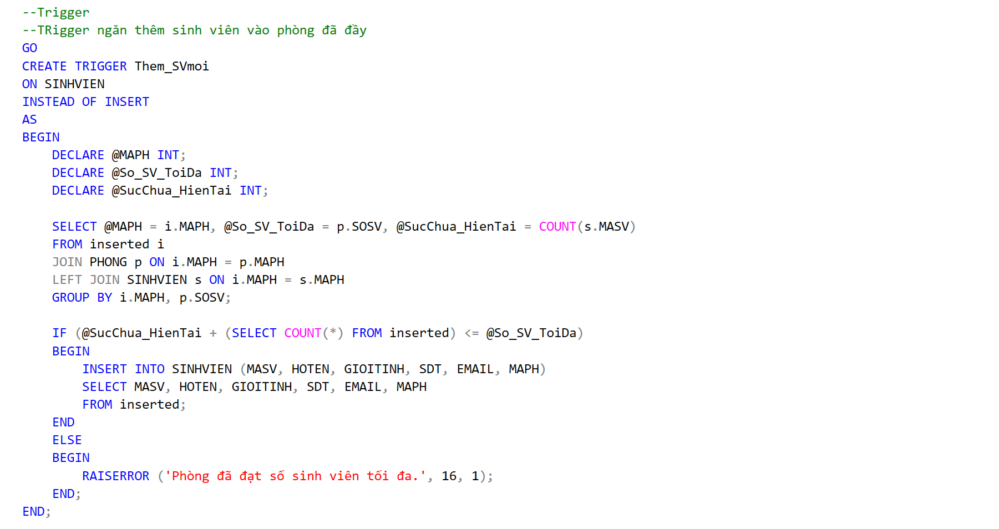 --Trigger
--TRigger ngăn thêm sinh viên vào phòng đã đầy
GO
CREATE TRIGGER Them_SVmoi
ON SINHVIEN
INSTEAD OF INSERT
AS
BEGIN
    DECLARE @MAPH INT;
    DECLARE @So_SV_ToiDa INT;
    DECLARE @SucChua_HienTai INT;

    SELECT @MAPH = i.MAPH, @So_SV_ToiDa = p.SOSV, @SucChua_HienTai = COUNT(s.MASV)
    FROM inserted i
    JOIN PHONG p ON i.MAPH = p.MAPH
    LEFT JOIN SINHVIEN s ON i.MAPH = s.MAPH
    GROUP BY i.MAPH, p.SOSV;

    IF (@SucChua_HienTai + (SELECT COUNT(*) FROM inserted) <= @So_SV_ToiDa)
    BEGIN
        INSERT INTO SINHVIEN (MASV, HOTEN, GIOITINH, SDT, EMAIL, MAPH)
        SELECT MASV, HOTEN, GIOITINH, SDT, EMAIL, MAPH
        FROM inserted;
    END
    ELSE
    BEGIN
        RAISERROR ('Phòng đã đạt số sinh viên tối đa.', 16, 1);
    END;
END;